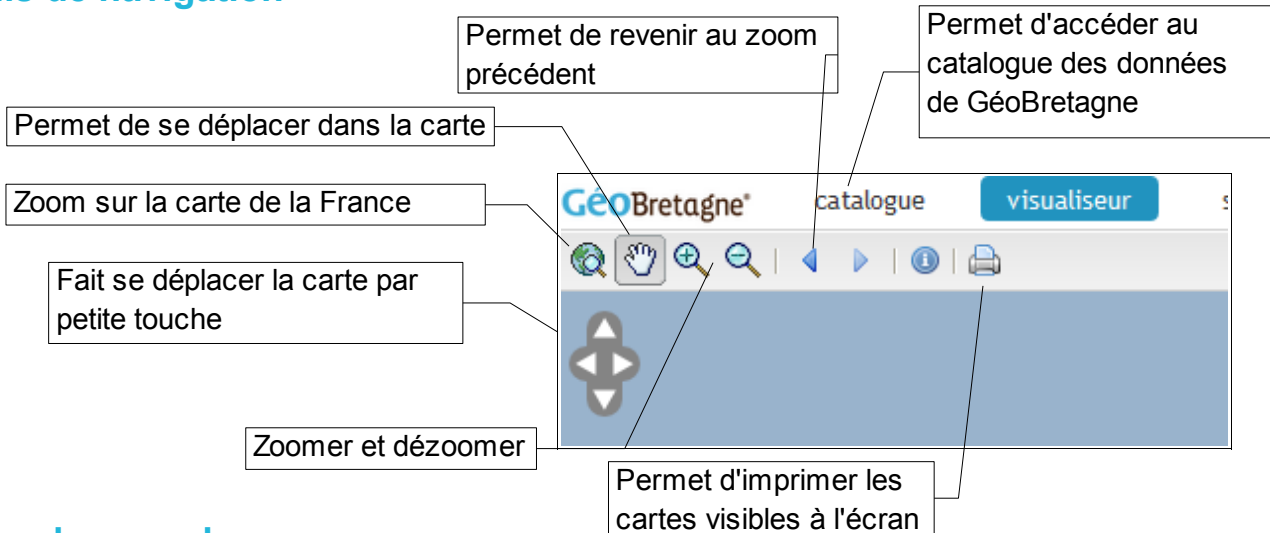 de navigation
Permet de revenir au zoom
précédent
Permet d'accéder au
catalogue des données
de GéoBretagne
Permet de se déplacer dans la carte
Zoom sur la carte de la France
GéoBretagne
catalogue
visualiseur
Fait se déplacer la carte par
petite touche
Zoomer et dézoomer
Permet d'imprimer les
cartes visibles à l'écran